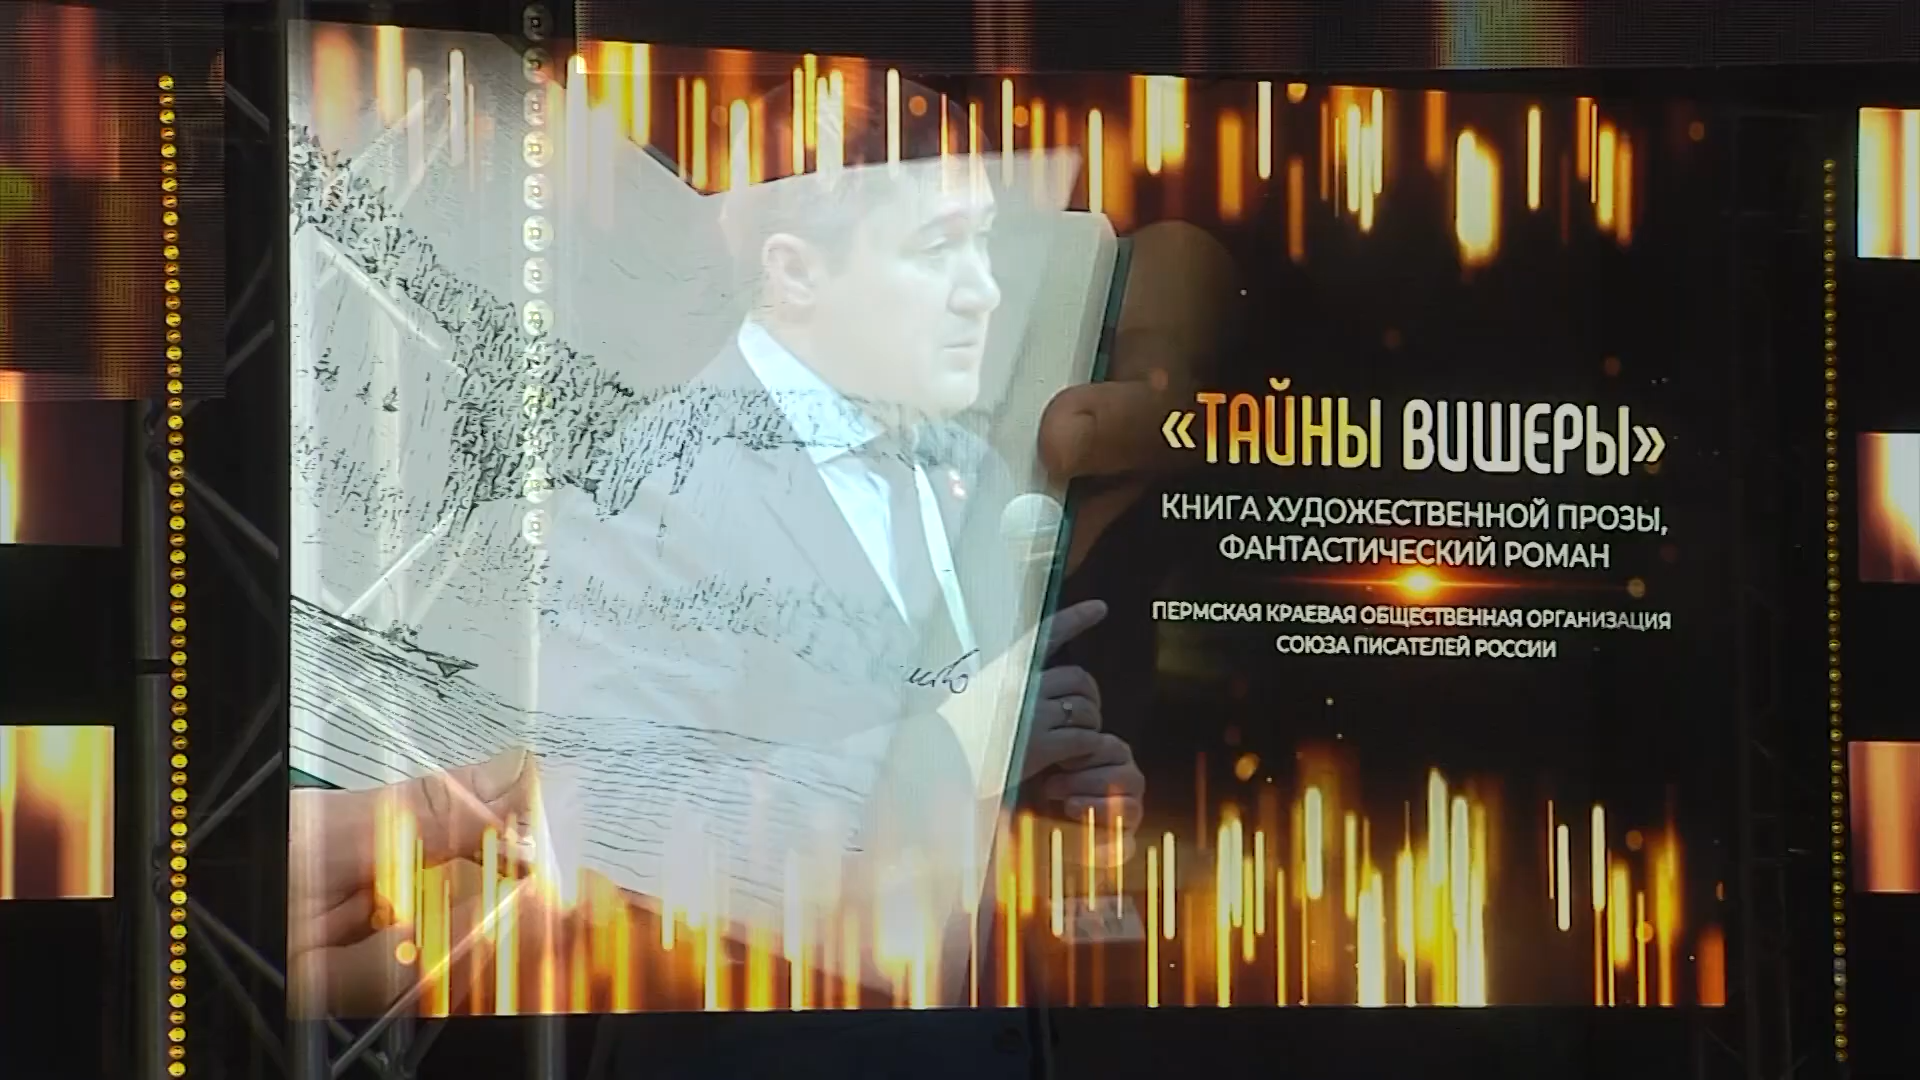 «ТАЙНЫ ВИШЕРЫ»
КНИГА ХУДОЖЕСТВЕННОЙ ПРОЗЫ,
ФАНТАСТИЧЕСКИЙ РОМАН
ПЕРМСКАЯ КРАЕВАЯ ОБЩЕСТВЕННАЯ ОРГАНИЗАЦИЯ
СОЮЗА ПИСАТЕЛЕЙ РОССИИ